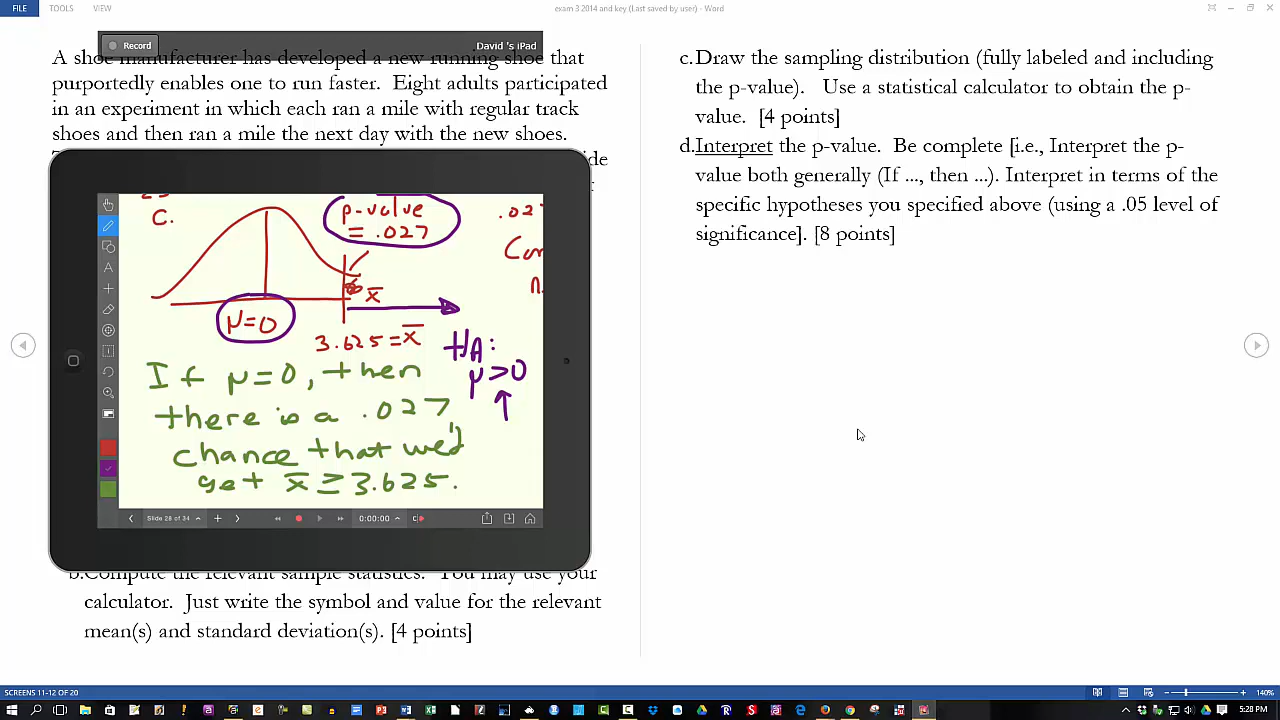 FILE TOOLS VIEW
exam 3 2014 and key (Last saved by user) - Word
Record
David 's iPad
A shoe manufacturer has developed a new running shoe that
purportedly enables one to run faster. Eight adults participated
in an experiment in which each ran a mile with regular track
shoes and then ran a mile the next day with the new shoes.
C.
p-value
= .027
Con
n.
x̄
μ=0
3.625=x̄
HA:
μ>0
If μ=0, then
there is a .027
chance that we'd
get x̄ ≥ 3.625.
Slide 28 of 34
0:00:00
b.Compute the relevant sample statistics. You may use your
calculator. Just write the symbol and value for the relevant
mean(s) and standard deviation(s). [4 points]
c.Draw the sampling distribution (fully labeled and including
the p-value). Use a statistical calculator to obtain the p-
value. [4 points]
d.Interpret the p-value. Be complete [i.e., Interpret the p-
value both generally (If ..., then ...). Interpret in terms of the
specific hypotheses you specified above (using a .05 level of
significance]. [8 points]
SCREENS 11-12 OF 20
140%
5:28 PM